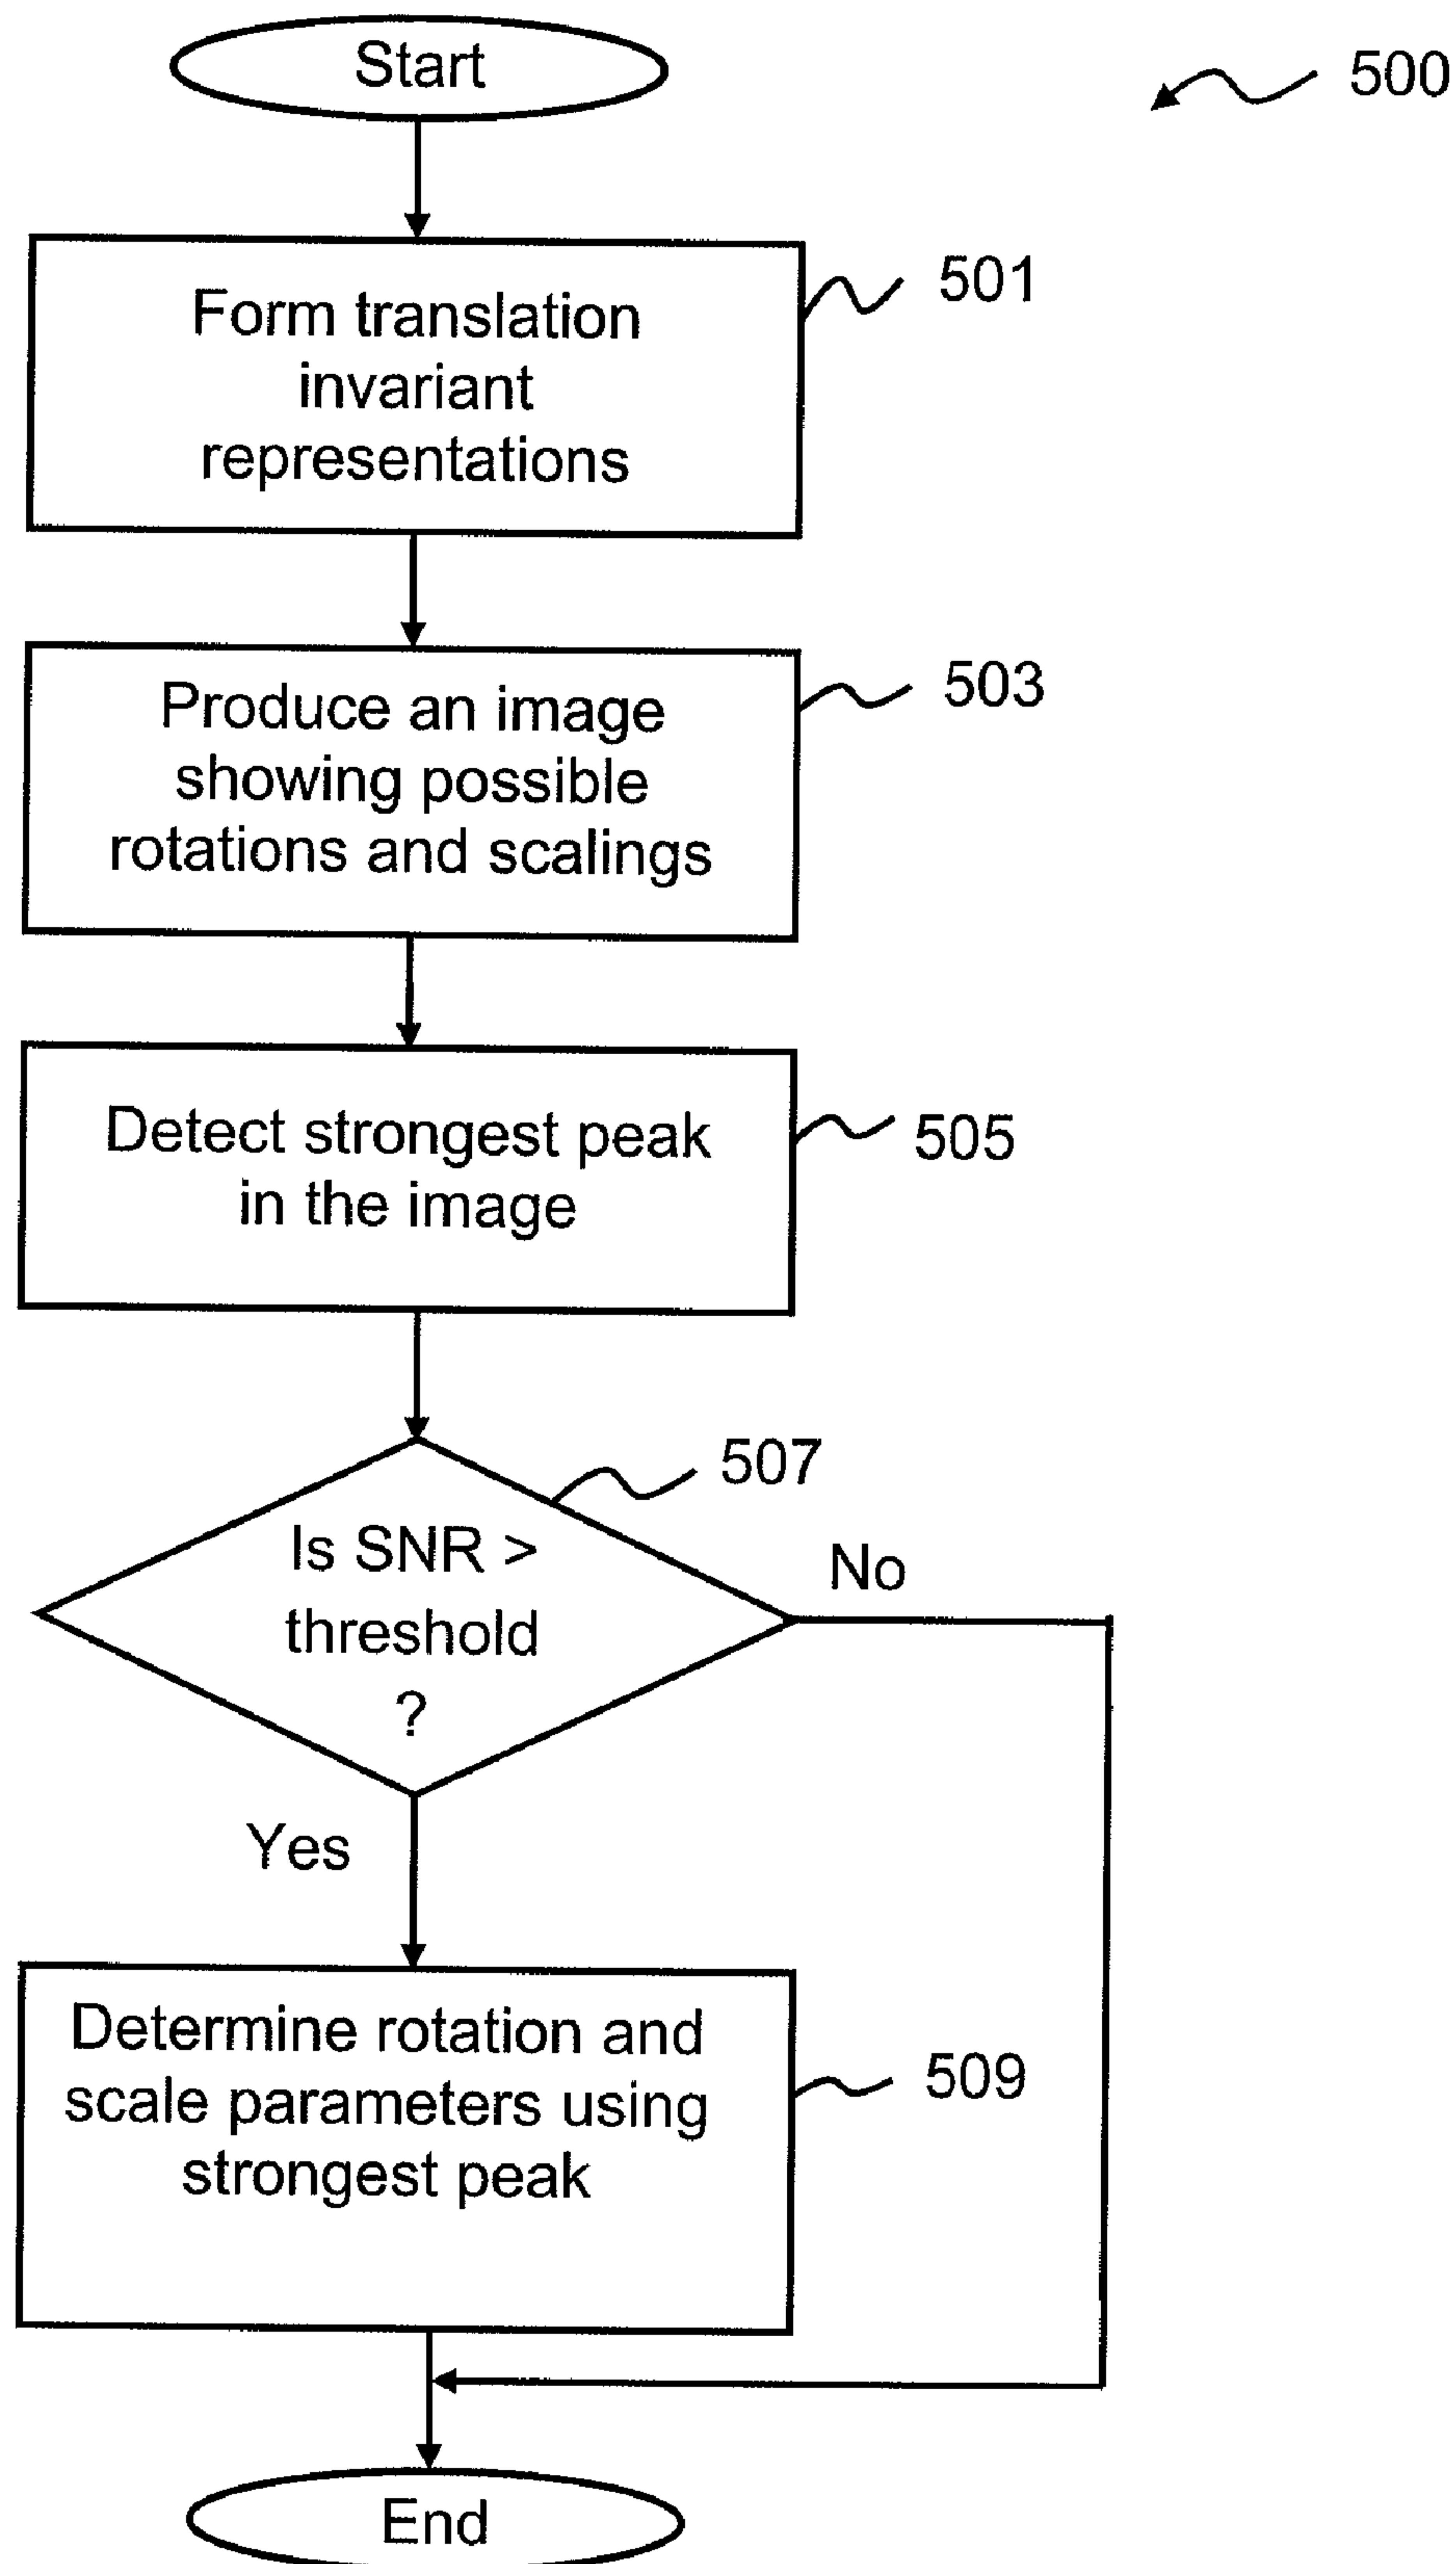 Start
500
Form translation
invariant
representations
501
Produce an image
showing possible
rotations and scalings
503
Detect strongest peak
in the image
505
507
Is SNR >
threshold
?
No
Yes
Determine rotation and
scale parameters using
strongest peak
509
End